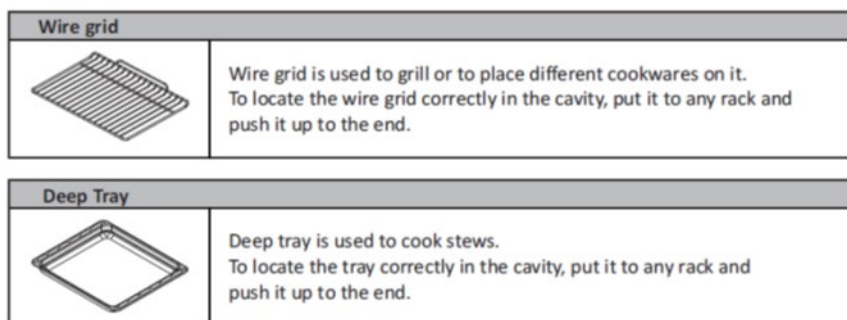 Wire grid
Wire grid is used to grill or to place different cookwares on it.
To locate the wire grid correctly in the cavity, put it to any rack and
push it up to the end.
Deep Tray
Deep tray is used to cook stews.
To locate the tray correctly in the cavity, put it to any rack and
push it up to the end.